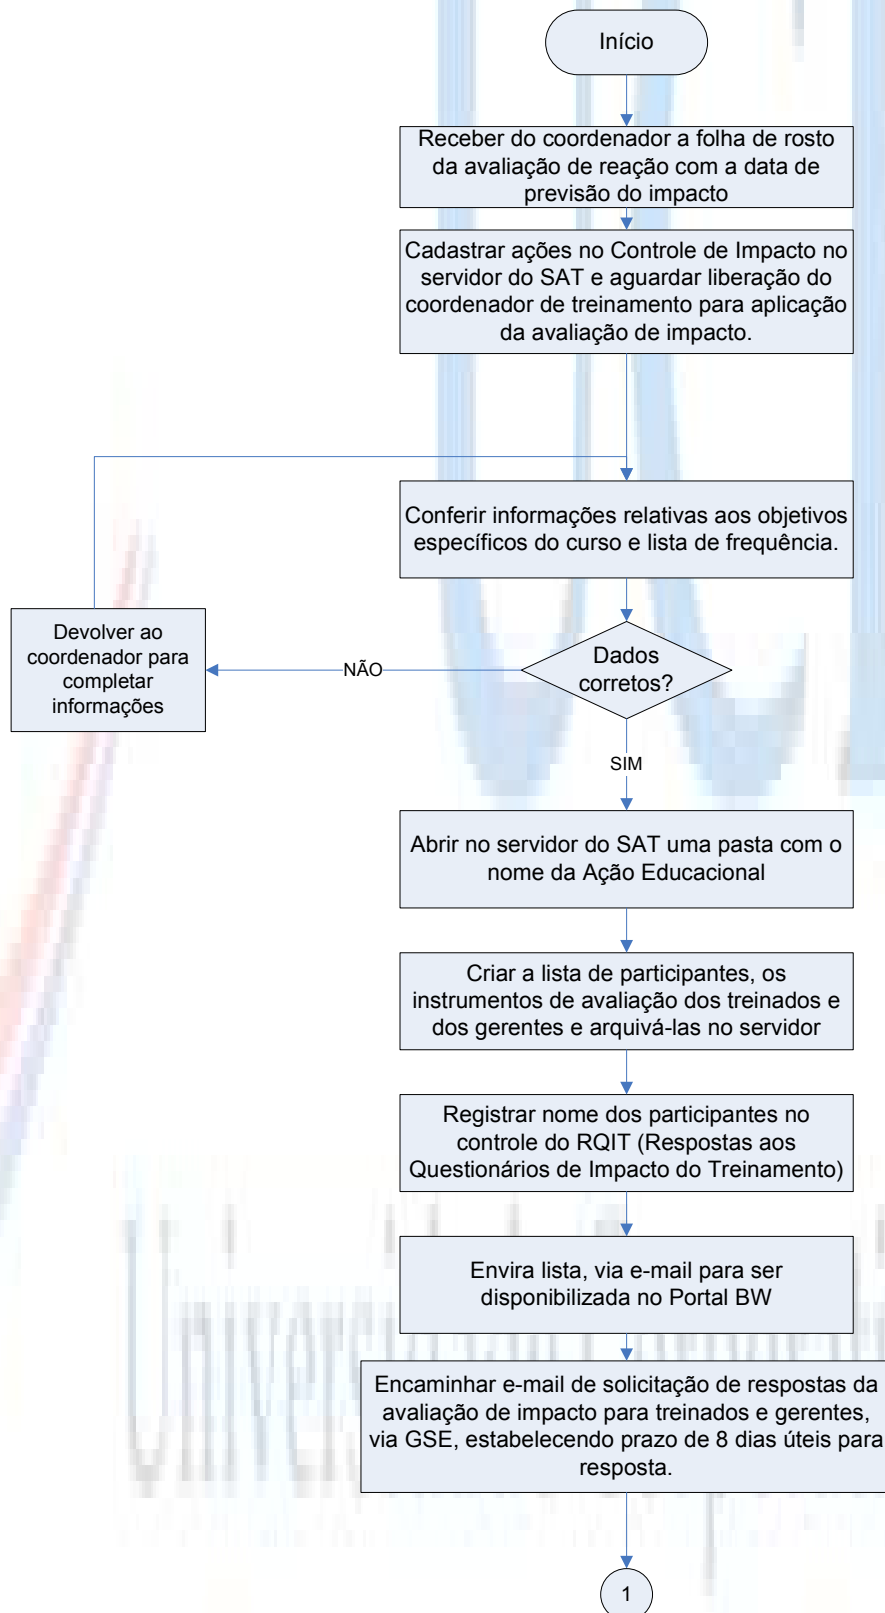 Início
Receber do coordenador a folha de rosto
da avaliação de reação com a data de
previsão do impacto
Cadastrar ações no Controle de Impacto no
servidor do SAT e aguardar liberação do
coordenador de treinamento para aplicação
da avaliação de impacto.
Conferir informações relativas aos objetivos
específicos do curso e lista de frequência.
Dados
corretos?
NÃO
Devolver ao
coordenador para
completar
informações
SIM
Abrir no servidor do SAT uma pasta com o
nome da Ação Educacional
Criar a lista de participantes, os
instrumentos de avaliação dos treinados e
dos gerentes e arquivá-las no servidor
Registrar nome dos participantes no
controle do RQIT (Respostas aos
Questionários de Impacto do Treinamento)
Envira lista, via e-mail para ser
disponibilizada no Portal BW
Encaminhar e-mail de solicitação de respostas da
avaliação de impacto para treinados e gerentes,
via GSE, estabelecendo prazo de 8 dias úteis para
resposta.
1